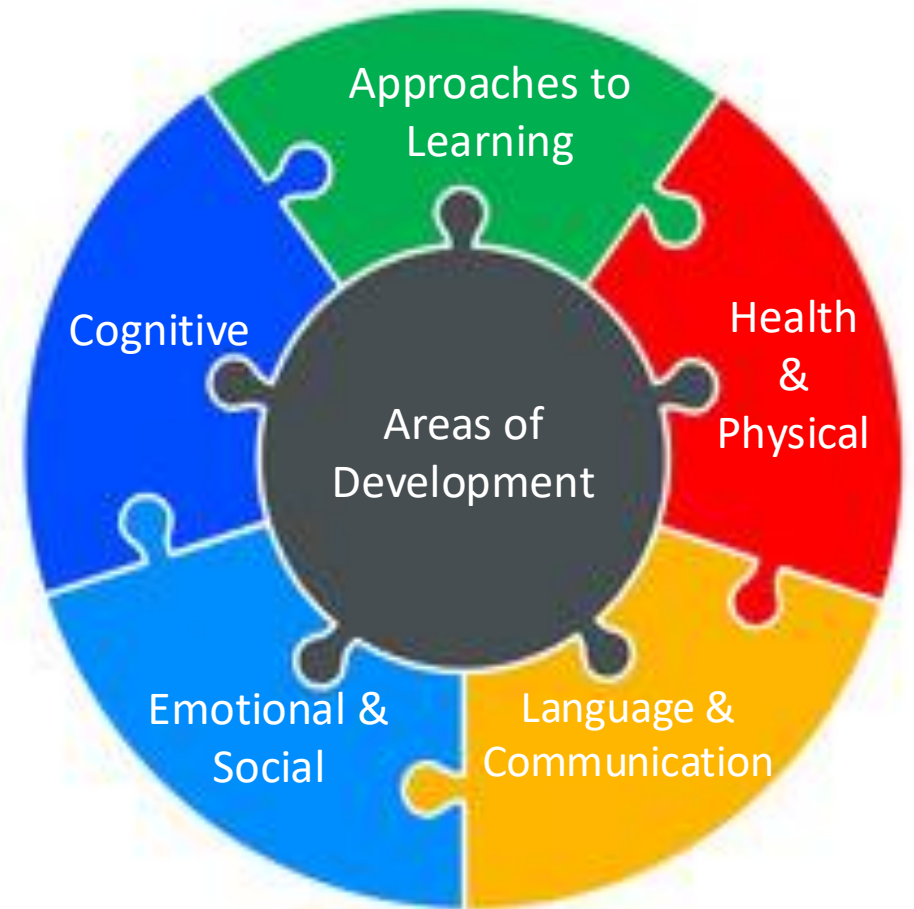 Approaches to
Learning
Health
&
Physical
Language &
Communication
Emotional &
Social
Cognitive
Areas of
Development